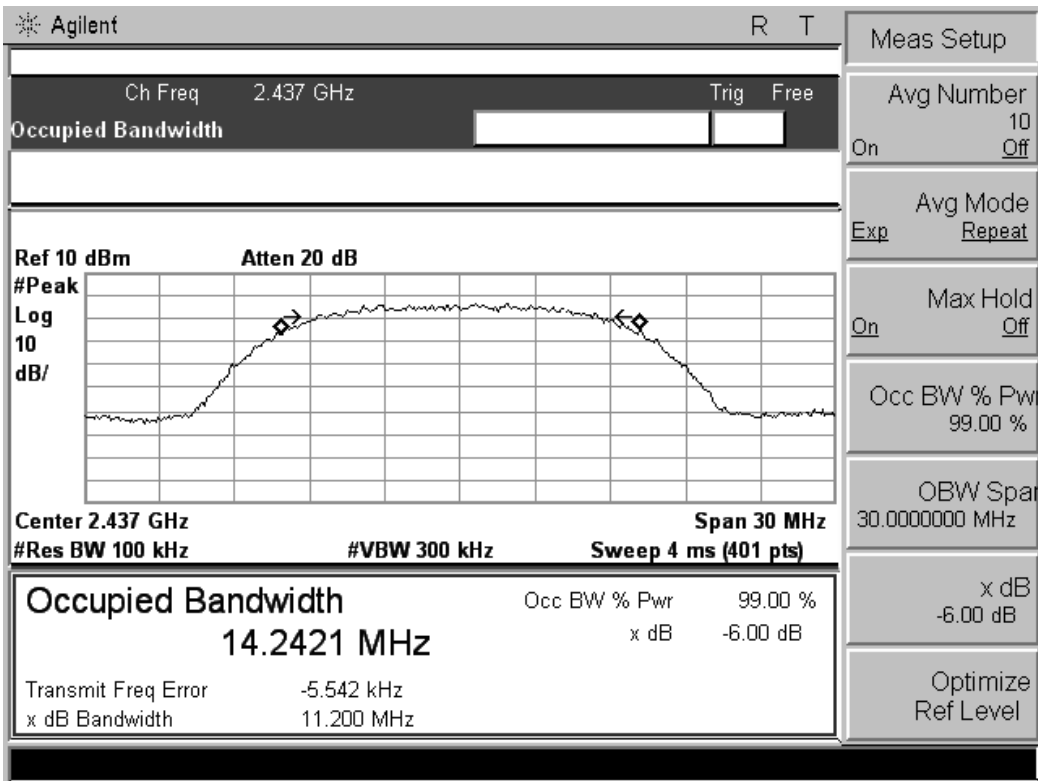 Agilent
R T
Ch Freq 2.437 GHz
Trig Free
Occupied Bandwidth
Ref 10 dBm
Atten 20 dB
#Peak
Log
10
dB/
Center 2.437 GHz
Span 30 MHz
#Res BW 100 kHz
#VBW 300 kHz
Sweep 4 ms (401 pts)
Occupied Bandwidth
14.2421 MHz
Occ BW % Pwr 99.00 %
x dB -6.00 dB
Transmit Freq Error -5.542 kHz
x dB Bandwidth 11.200 MHz
Meas Setup
Avg Number
10
On Off
Avg Mode
Exp Repeat
Max Hold
On Off
Occ BW % Pwr
99.00 %
OBW Span
30.0000000 MHz
x dB
-6.00 dB
Optimize
Ref Level